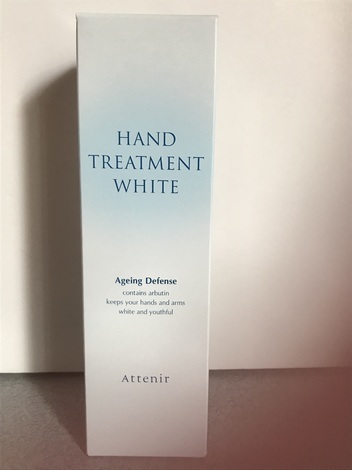 HAND
TREATMENT
WHITE
Ageing Defense
contains arbutin
keeps your hands and arms
white and youthful
Attenir